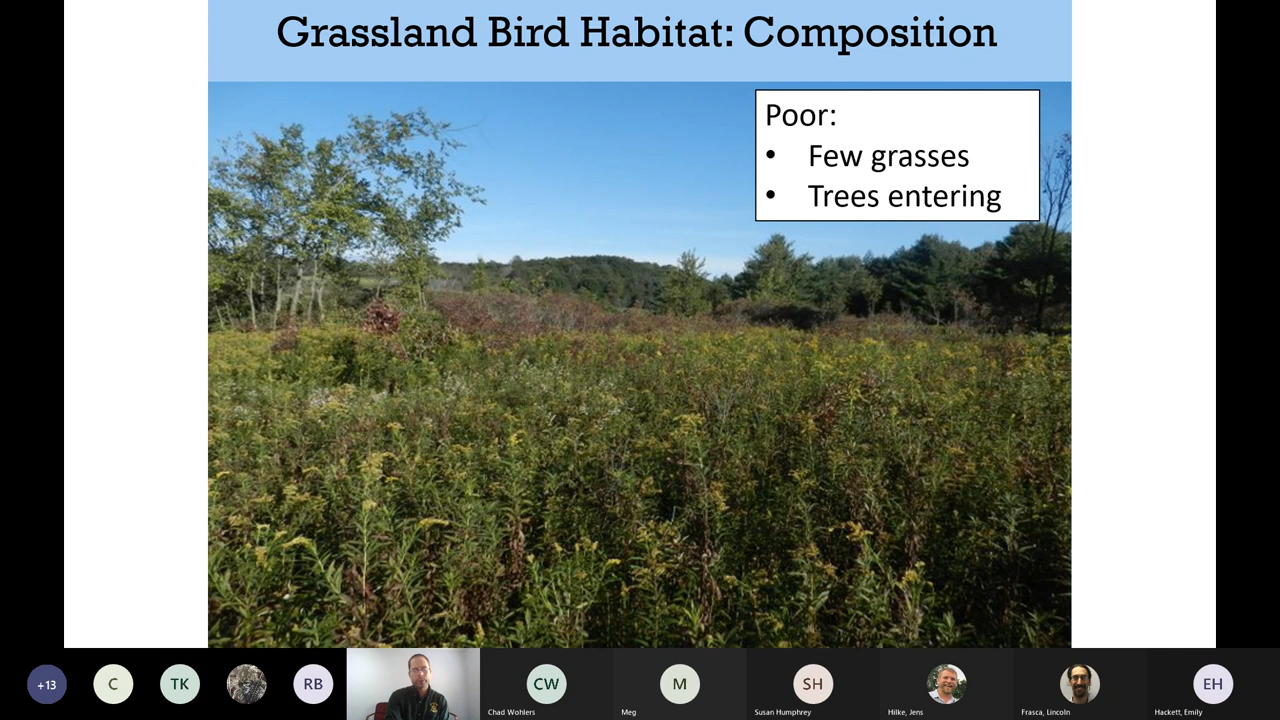 Grassland Bird Habitat: Composition
Poor:
• Few grasses
• Trees entering
+13
C
TK
RB
CW
Chad Wohlers
M
Meg
SH
Susan Humphrey
Hilke, Jens
Frasca, Lincoln
EH
Hackett, Emily